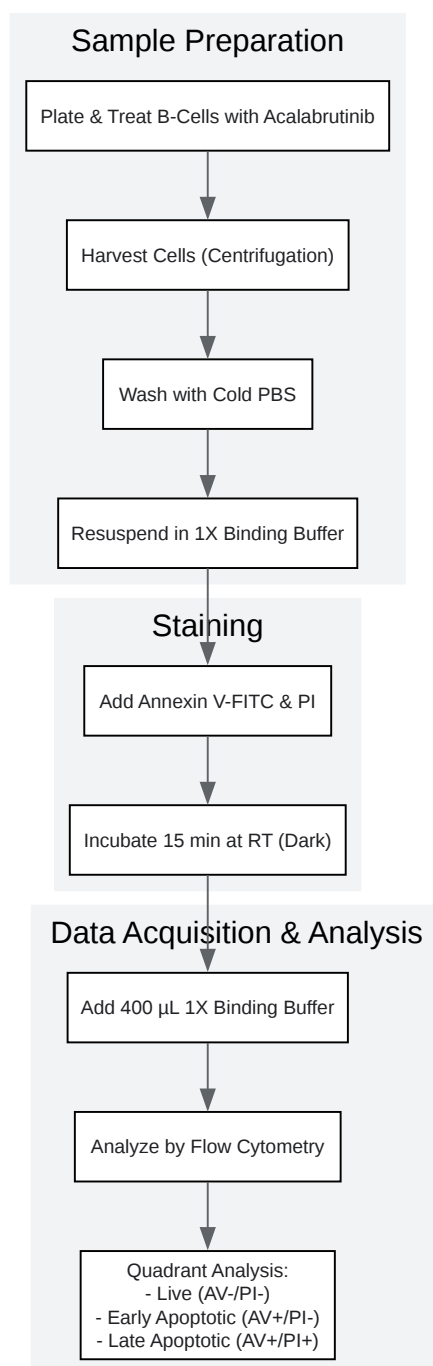 Sample Preparation
Plate & Treat B-Cells with Acalabrutinib
Harvest Cells (Centrifugation)
Wash with Cold PBS
Resuspend in 1X Binding Buffer
Staining
Add Annexin V-FITC & PI
Incubate 15 min at RT (Dark)
Data Acquisition & Analysis
Add 400 µL 1X Binding Buffer
Analyze by Flow Cytometry
Quadrant Analysis:
- Live (AV-/PI-)
- Early Apoptotic (AV+/PI-)
- Late Apoptotic (AV+/PI+)